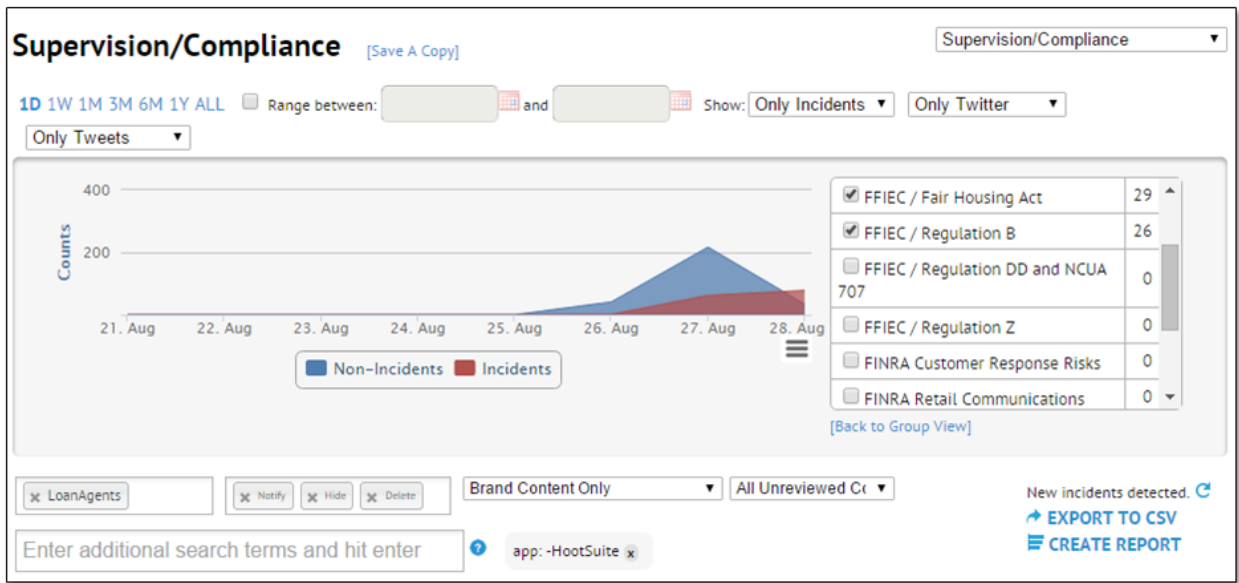 Supervision/Compliance [Save A Copy] Supervision/Compliance
1D 1W 1M 3M 6M 1Y ALL Range between: and Show: Only Incidents Only Twitter
Only Tweets
400
200
Counts
21. Aug 22. Aug 23. Aug 24. Aug 25. Aug 26. Aug 27. Aug 28. Aug
Non-Incidents Incidents
FFIEC / Fair Housing Act 29
FFIEC / Regulation B 26
FFIEC / Regulation DD and NCUA
707 0
FFIEC / Regulation Z 0
FINRA Customer Response Risks 0
FINRA Retail Communications 0
[Back to Group View]
x LoanAgents x Notify x Hide x Delete Brand Content Only All Unreviewed Cc
New incidents detected.
EXPORT TO CSV
CREATE REPORT
Enter additional search terms and hit enter ? app: -HootSuite x